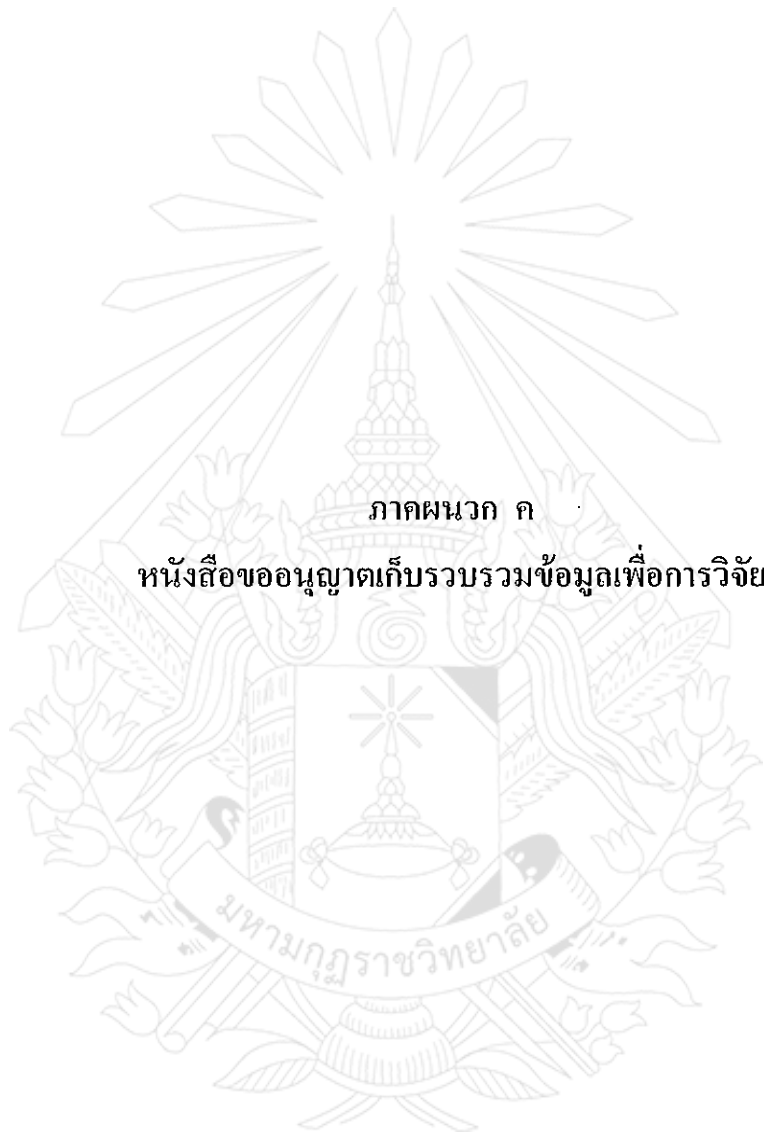 ภาคผนวก ค
หนังสือขออนุญาตเก็บรวบรวมข้อมูลเพื่อการวิจัย
มหามกุฏราชวิทยาลัย